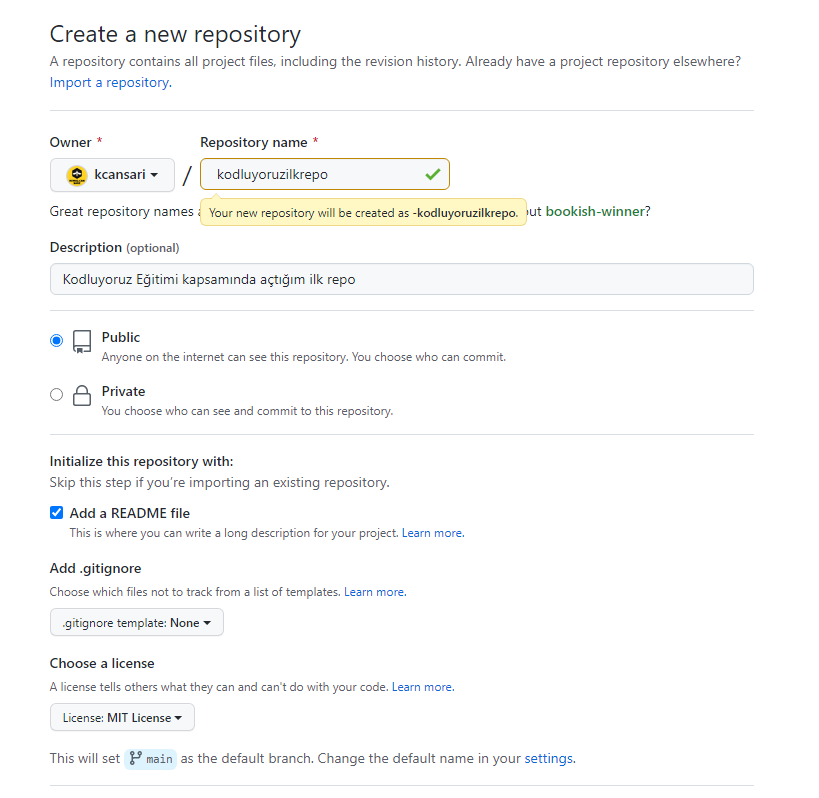 Create a new repository
A repository contains all project files, including the revision history. Already have a project repository elsewhere?
Import a repository.
Owner * Repository name *
kcansari / kodluyoruzilkrepo
Great repository names
Your new repository will be created as -kodluyoruzilkrepo.
ut bookish-winner?
Description (optional)
Kodluyoruz Eğitimi kapsamında açtığım ilk repo
Public
Anyone on the internet can see this repository. You choose who can commit.
Private
You choose who can see and commit to this repository.
Initialize this repository with:
Skip this step if you're importing an existing repository.
Add a README file
This is where you can write a long description for your project. Learn more.
Add .gitignore
Choose which files not to track from a list of templates. Learn more.
.gitignore template: None
Choose a license
A license tells others what they can and can't do with your code. Learn more.
License: MIT License
This will set main as the default branch. Change the default name in your settings.